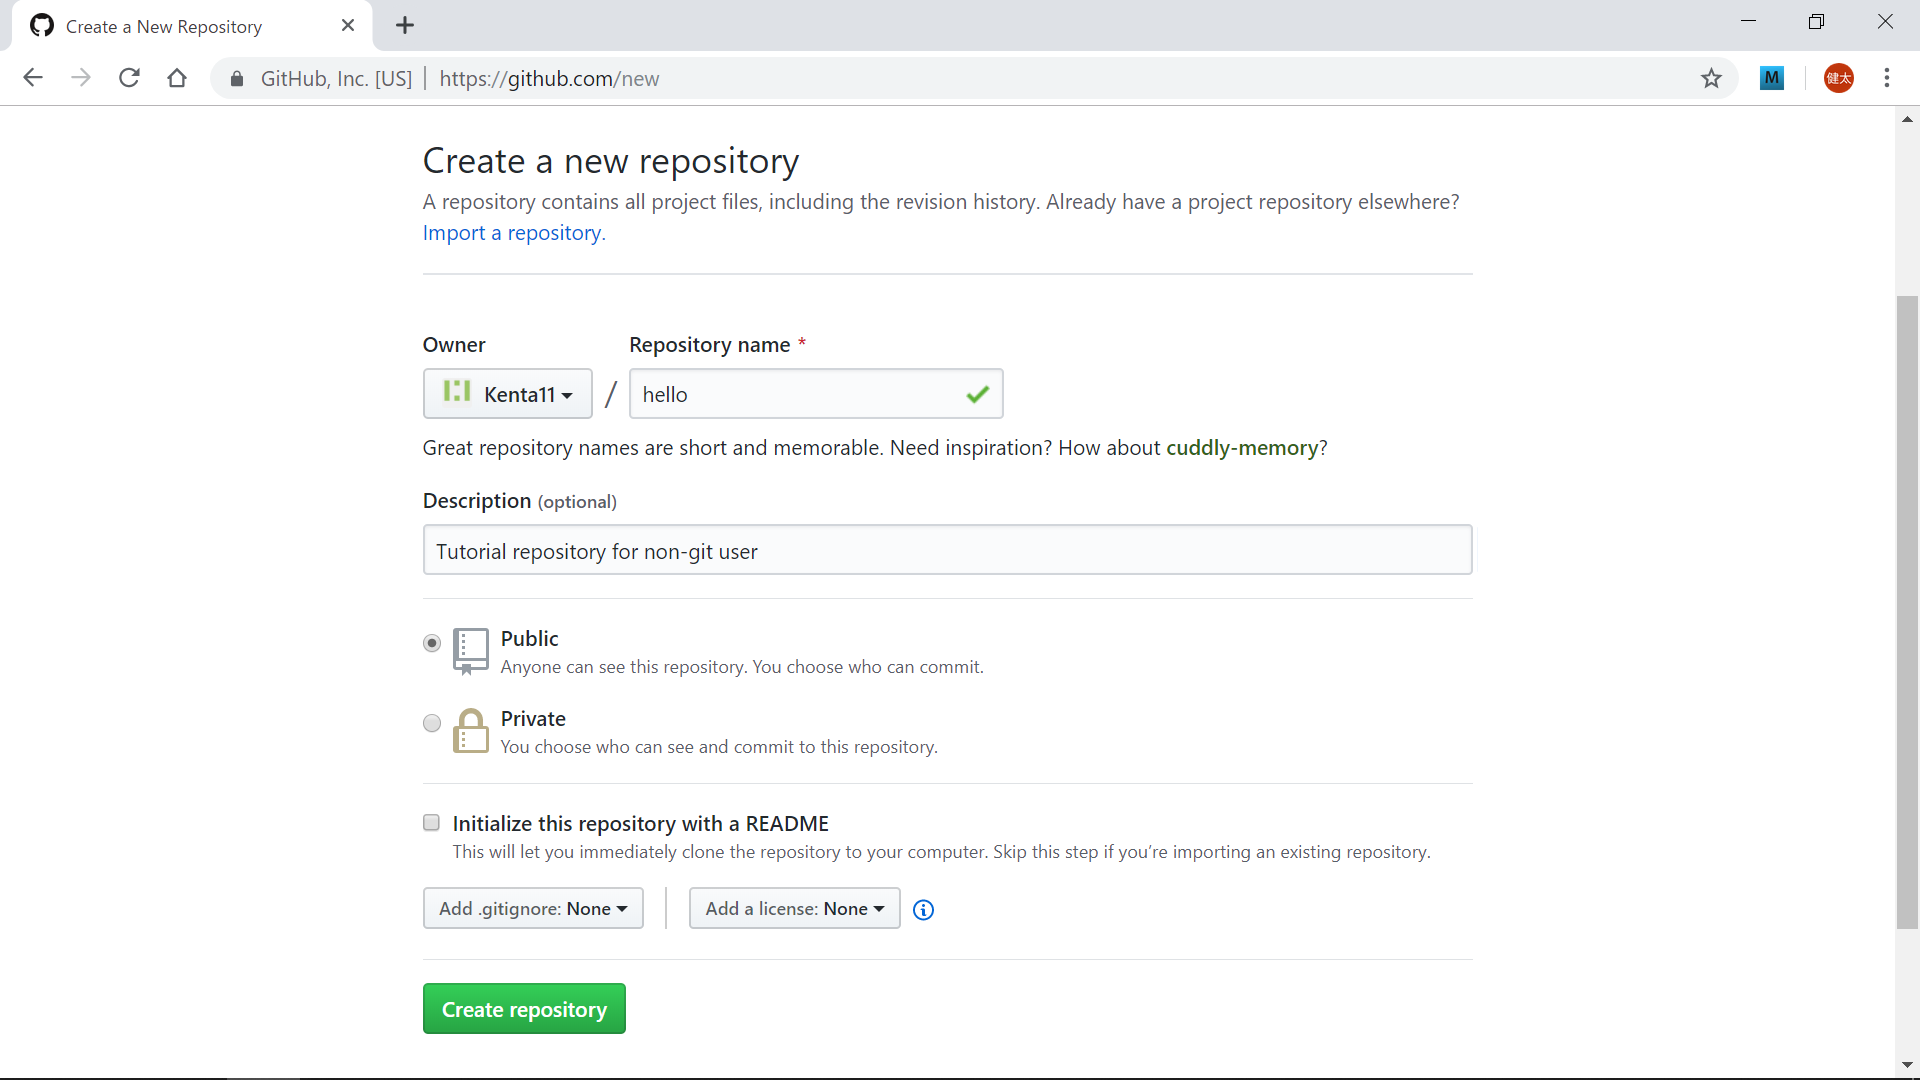 Create a New Repository
GitHub, Inc. [US] | https://github.com/new
M
健太
Create a new repository
A repository contains all project files, including the revision history. Already have a project repository elsewhere?
Import a repository.
Owner
Repository name *
Kenta11 / hello
Great repository names are short and memorable. Need inspiration? How about cuddly-memory?
Description (optional)
Tutorial repository for non-git user
Public
Anyone can see this repository. You choose who can commit.
Private
You choose who can see and commit to this repository.
Initialize this repository with a README
This will let you immediately clone the repository to your computer. Skip this step if you’re importing an existing repository.
Add .gitignore: None
Add a license: None
Create repository